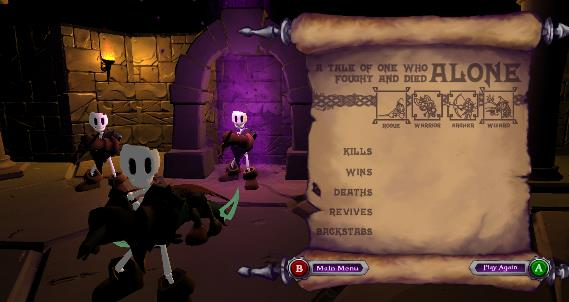 A TALE OF ONE WHO
FOUGHT AND DIED ALONE
ROGUE WARRIOR ARCHER WIZARD
KILLS
WINS
DEATHS
REVIVES
BACKSTABS
B Main Menu Play Again A